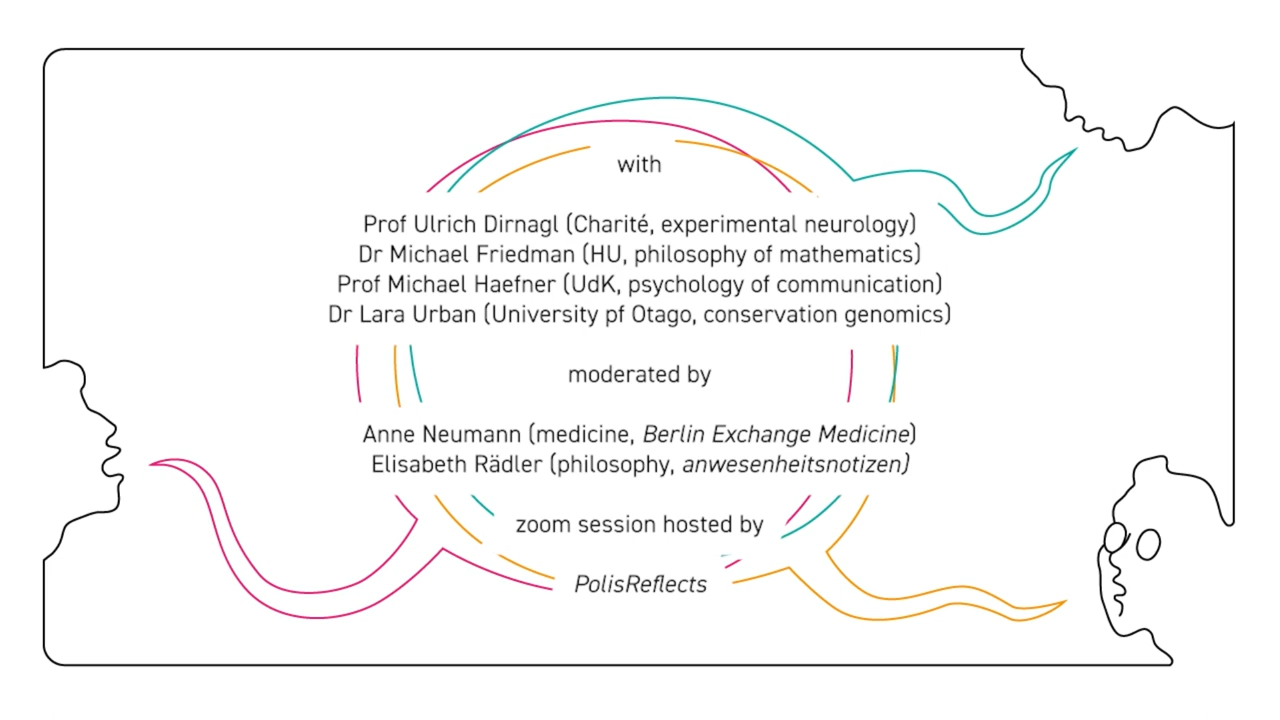 with
Prof Ulrich Dirnagl (Charité, experimental neurology)
Dr Michael Friedman (HU, philosophy of mathematics)
Prof Michael Haefner (UdK, psychology of communication)
Dr Lara Urban (University pf Otago, conservation genomics)
moderated by
Anne Neumann (medicine, Berlin Exchange Medicine)
Elisabeth Rädler (philosophy, anwesenheitsnotizen)
zoom session hosted by
PolisReflects